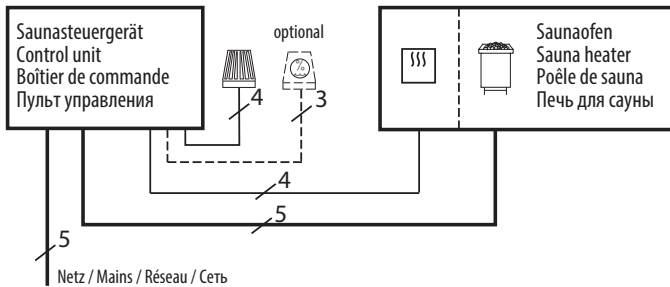 Saunasteuergerät
Control unit
Boîtier de commande
Пульт управления
optional
%
4
3
Saunaofen
Sauna heater
Poêle de sauna
Печь для сауны
4
5
5
Netz / Mains / Réseau / Сеть